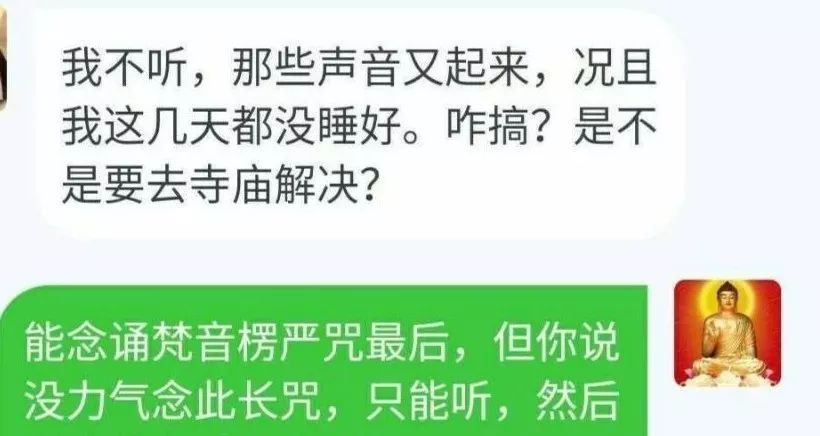 我不听，那些声音又起来，况且
我这几天都没睡好。咋搞？是不
是要去寺庙解决？
能念诵梵音楞严咒最后，但你说
没力气念此长咒，只能听，然后